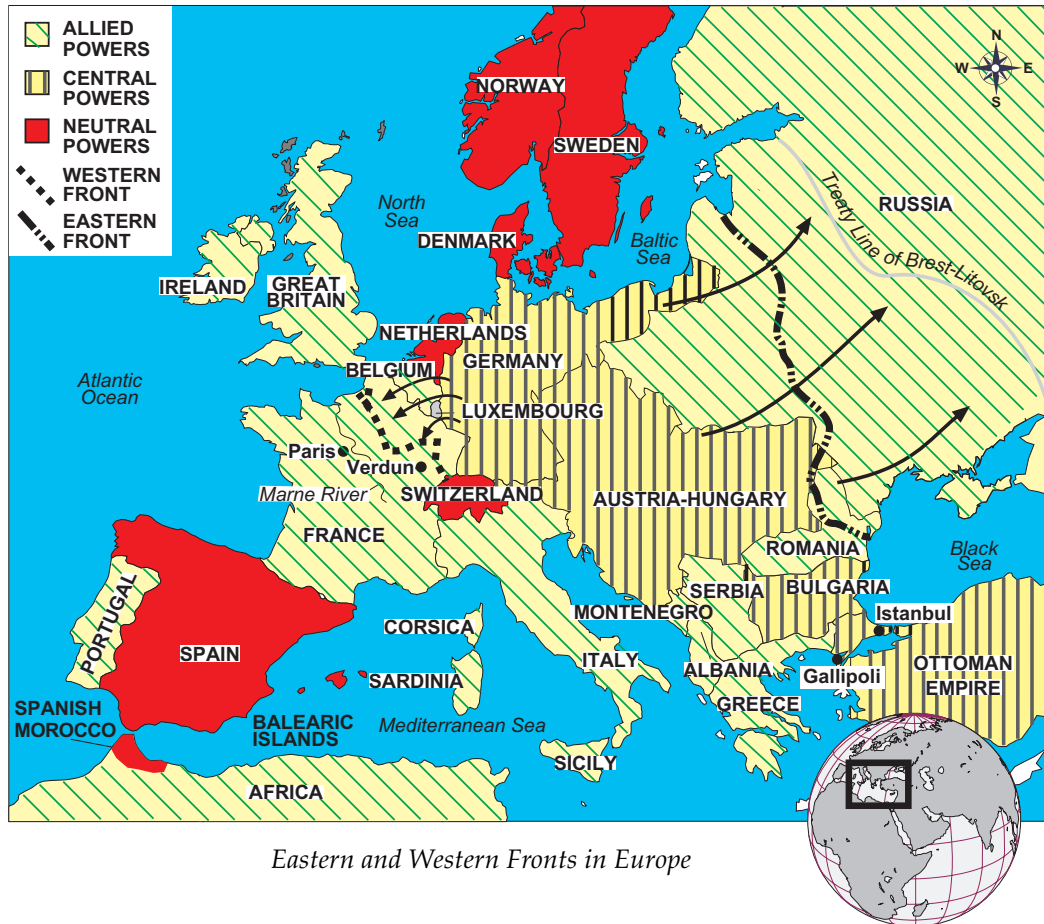 ALLIED
POWERS
CENTRAL
POWERS
NEUTRAL
POWERS
WESTERN
FRONT
EASTERN
FRONT
N
W
E
S
NORWAY
SWEDEN
RUSSIA
Treaty Line of Brest-Litovsk
North
Sea
DENMARK
Baltic
Sea
IRELAND
GREAT
BRITAIN
NETHERLANDS
GERMANY
BELGIUM
Atlantic
Ocean
LUXEMBOURG
Paris
Verdun
Marne River
SWITZERLAND
AUSTRIA-HUNGARY
FRANCE
ROMANIA
Black
Sea
SERBIA
BULGARIA
PORTUGAL
MONTENEGRO
Istanbul
CORSICA
SPAIN
ITALY
ALBANIA
Gallipoli
OTTOMAN
EMPIRE
SARDINIA
GREECE
SPANISH
MOROCCO
BALEARIC
ISLANDS
Mediterranean Sea
SICILY
AFRICA
Eastern and Western Fronts in Europe